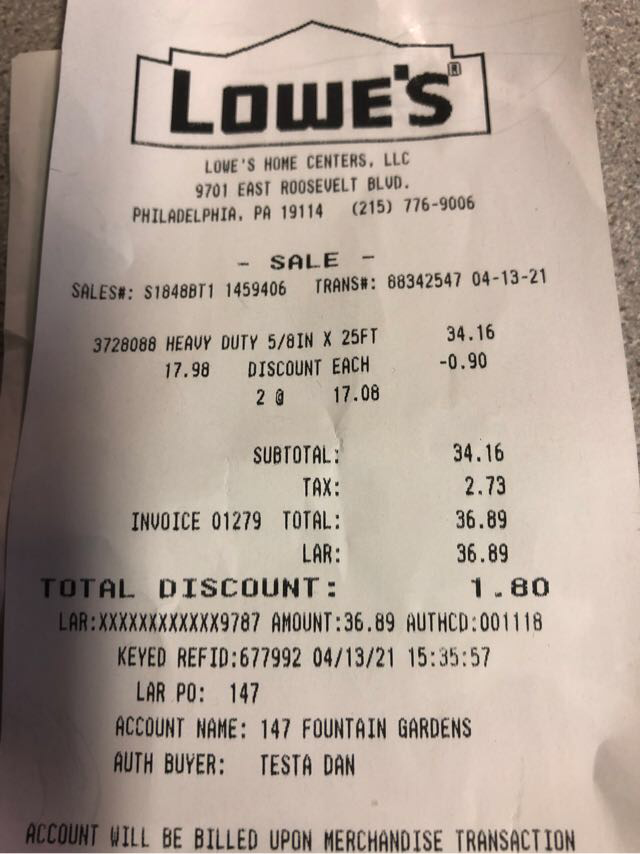 LOWE'S®
LOWE'S HOME CENTERS, LLC
9701 EAST ROOSEVELT BLVD.
PHILADELPHIA, PA 19114 (215) 776-9006
- SALE -
SALES#: S1848BT1 1459406 TRANS#: 88342547 04-13-21
3728088 HEAVY DUTY 5/8IN X 25FT 34.16
17.98 DISCOUNT EACH -0.90
2 @ 17.08
SUBTOTAL: 34.16
TAX: 2.73
INVOICE 01279 TOTAL: 36.89
LAR: 36.89
TOTAL DISCOUNT: 1.80
LAR:XXXXXXXXXXXX9787 AMOUNT:36.89 AUTHCD:001118
KEYED REFID:677992 04/13/21 15:35:57
LAR PO: 147
ACCOUNT NAME: 147 FOUNTAIN GARDENS
AUTH BUYER: TESTA DAN
ACCOUNT WILL BE BILLED UPON MERCHANDISE TRANSACTION